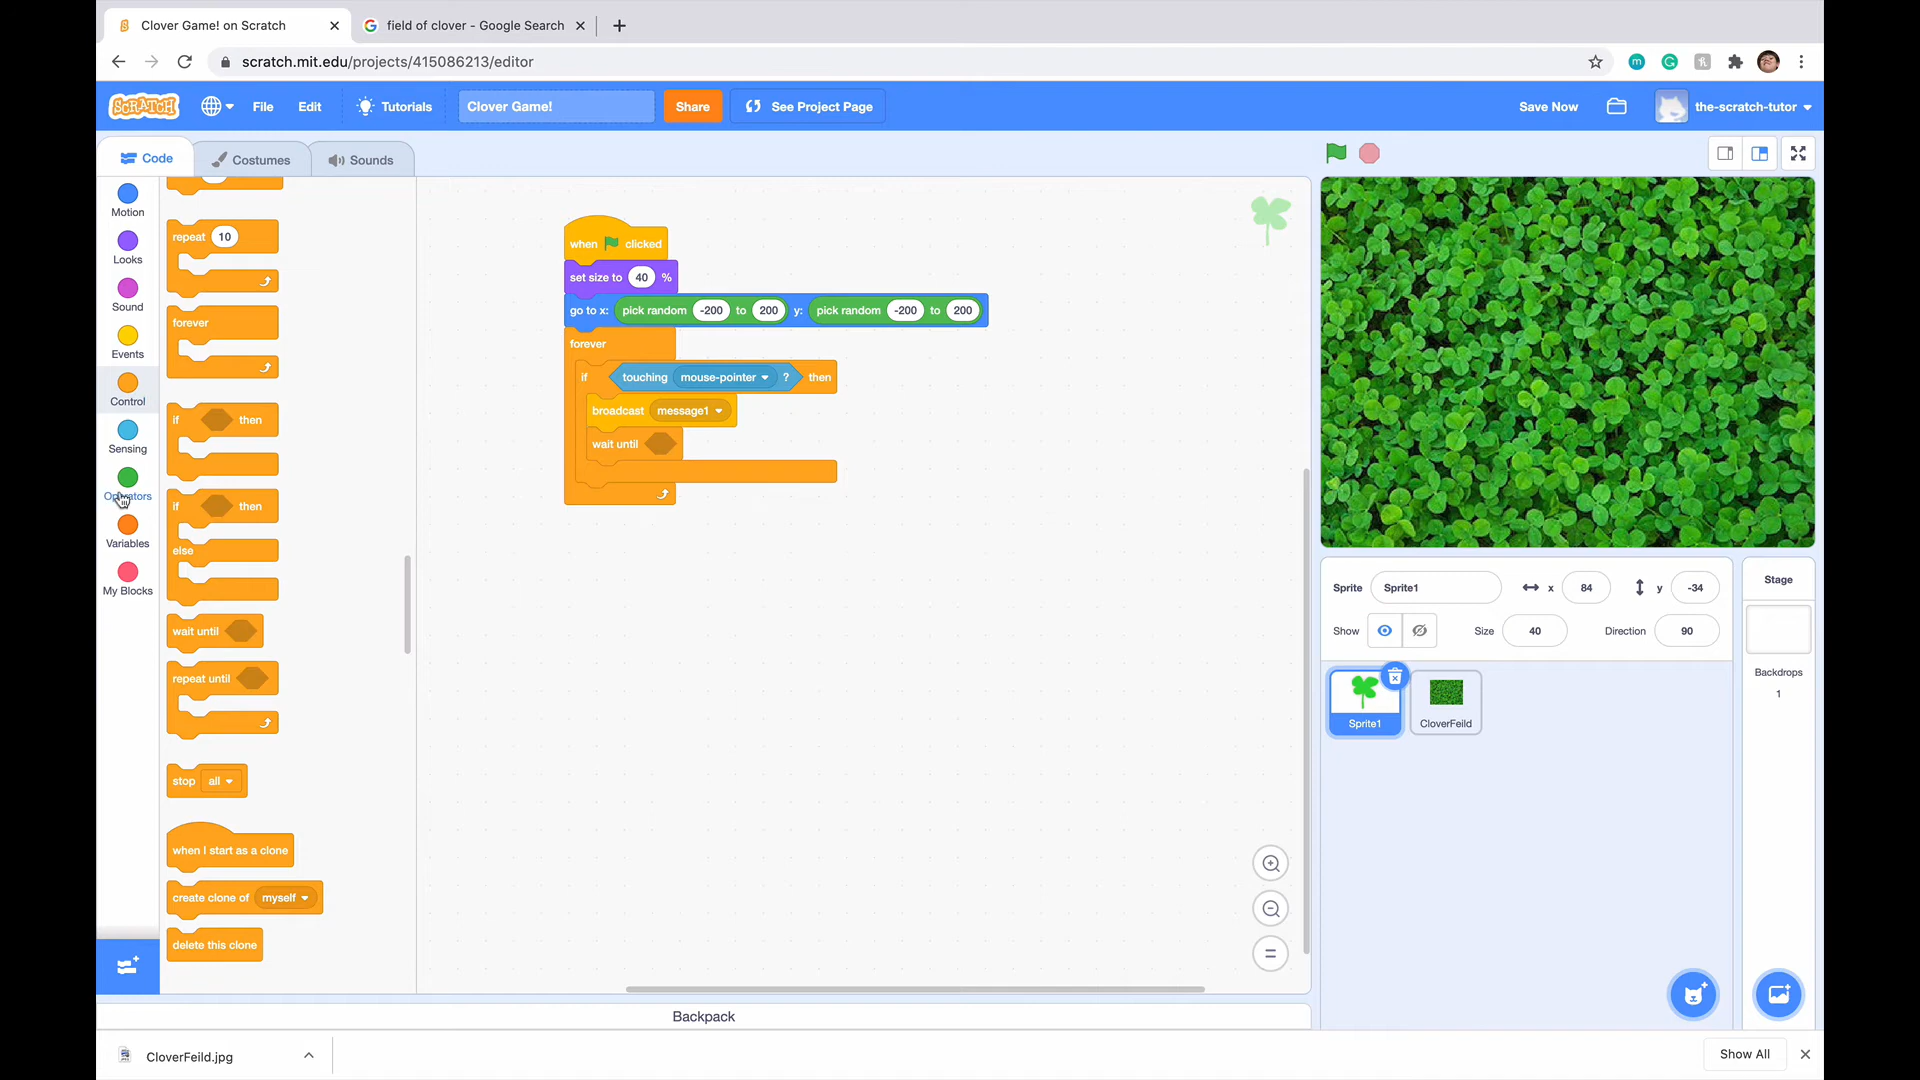 Clover Game! on Scratch
field of clover - Google Search
scratch.mit.edu/projects/415086213/editor
SCRATCH
File
Edit
Tutorials
Clover Game!
Share
See Project Page
Save Now
the-scratch-tutor
Code
Costumes
Sounds
Motion
Looks
Sound
Events
Control
Sensing
Operators
Variables
My Blocks
repeat 10
forever
if then
if then
else
wait until
repeat until
stop all
when I start as a clone
create clone of myself
delete this clone
when clicked
set size to 40 %
go to x: pick random -200 to 200 y: pick random -200 to 200
forever
if touching mouse-pointer ? then
broadcast message1
wait until
Sprite Sprite1 x 84 y -34
Show Size 40 Direction 90
Sprite1
CloverFeild
Stage
Backdrops
1
Backpack
CloverFeild.jpg
Show All